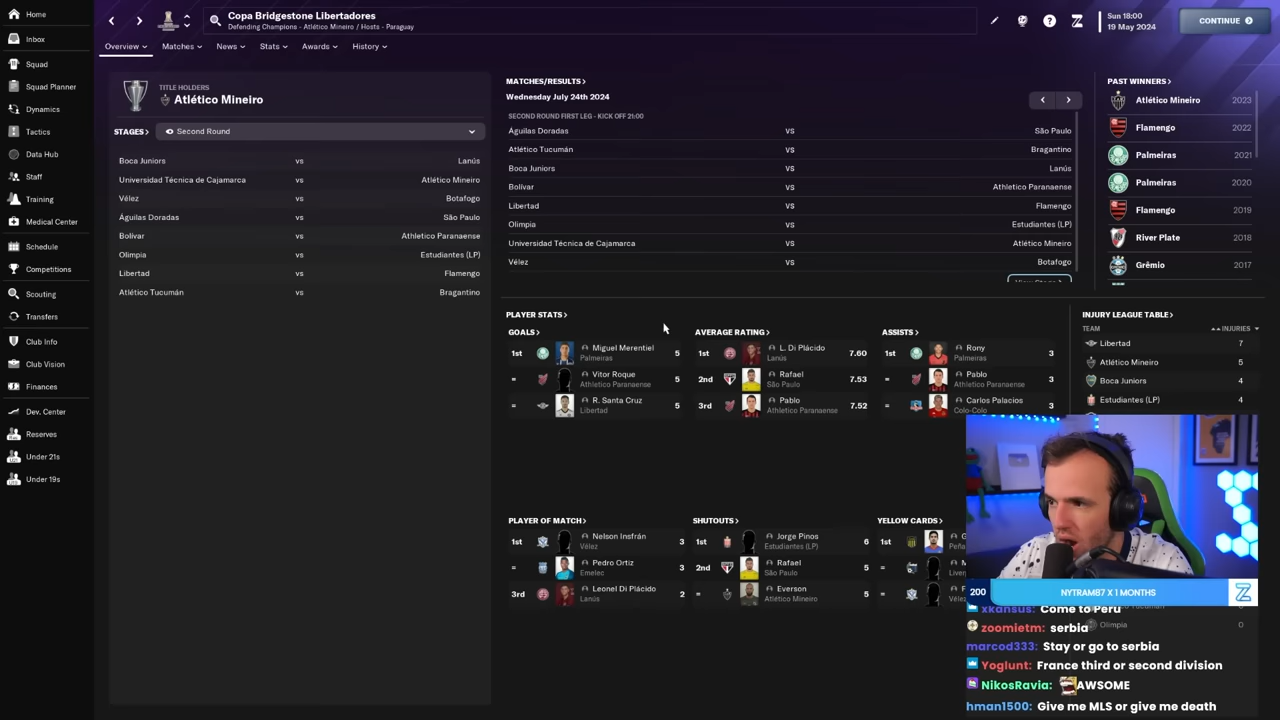 Home
Inbox
Squad
Squad Planner
Dynamics
Tactics
Data Hub
Staff
Training
Medical Center
Schedule
Competitions
Scouting
Transfers
Club Info
Club Vision
Finances
Dev. Center
Reserves
Under 21s
Under 19s
Copa Bridgestone Libertadores
Defending Champions - Atlético Mineiro / Hosts - Paraguay
Sun 18:00
19 May 2024
CONTINUE
Overview Matches News Stats Awards History
TITLE HOLDERS
Atlético Mineiro
STAGES> Second Round
Boca Juniors vs Lanús
Universidad Técnica de Cajamarca vs Atlético Mineiro
Vélez vs Botafogo
Águilas Doradas vs São Paulo
Bolívar vs Athletico Paranaense
Olimpia vs Estudiantes (LP)
Libertad vs Flamengo
Atlético Tucumán vs Bragantino
MATCHES/RESULTS>
Wednesday July 24th 2024
SECOND ROUND FIRST LEG - KICK OFF 21:00
Águilas Doradas vs São Paulo
Atlético Tucumán vs Bragantino
Boca Juniors vs Lanús
Bolívar vs Athletico Paranaense
Libertad vs Flamengo
Olimpia vs Estudiantes (LP)
Universidad Técnica de Cajamarca vs Atlético Mineiro
Vélez vs Botafogo
PAST WINNERS>
Atlético Mineiro 2023
Flamengo 2022
Palmeiras 2021
Palmeiras 2020
Flamengo 2019
River Plate 2018
Grêmio 2017
PLAYER STATS>
GOALS>
1st Miguel Merentiel 5
Palmeiras
= Vitor Roque 5
Athletico Paranaense
= R. Santa Cruz 5
Libertad
AVERAGE RATING>
1st L. Di Plácido 7.60
Lanús
2nd Rafael 7.53
São Paulo
3rd Pablo 7.52
Athletico Paranaense
ASSISTS>
1st Rony 3
Palmeiras
= Pablo 3
Athletico Paranaense
= Carlos Palacios 3
Colo-Colo
INJURY LEAGUE TABLE>
TEAM INJURIES
Libertad 7
Atlético Mineiro 5
Boca Juniors 4
Estudiantes (LP) 4
PLAYER OF MATCH>
1st Nelson Insfrán 3
Vélez
= Pedro Ortiz 3
Emelec
3rd Leonel Di Plácido 2
Lanús
SHUTOUTS>
1st Jorge Pinos 6
Estudiantes (LP)
2nd Rafael 5
São Paulo
= Everson 5
Atlético Mineiro
YELLOW CARDS>
1st
=
=
200 NYTRAM87 X 1 MONTHS
xkansus: Come to Peru
Olimpia 0
zoomietm: serbia
marcod333: Stay or go to serbia
Yoglunt: France third or second division
NikosRavia: AWSOME
hman1500: Give me MLS or give me death